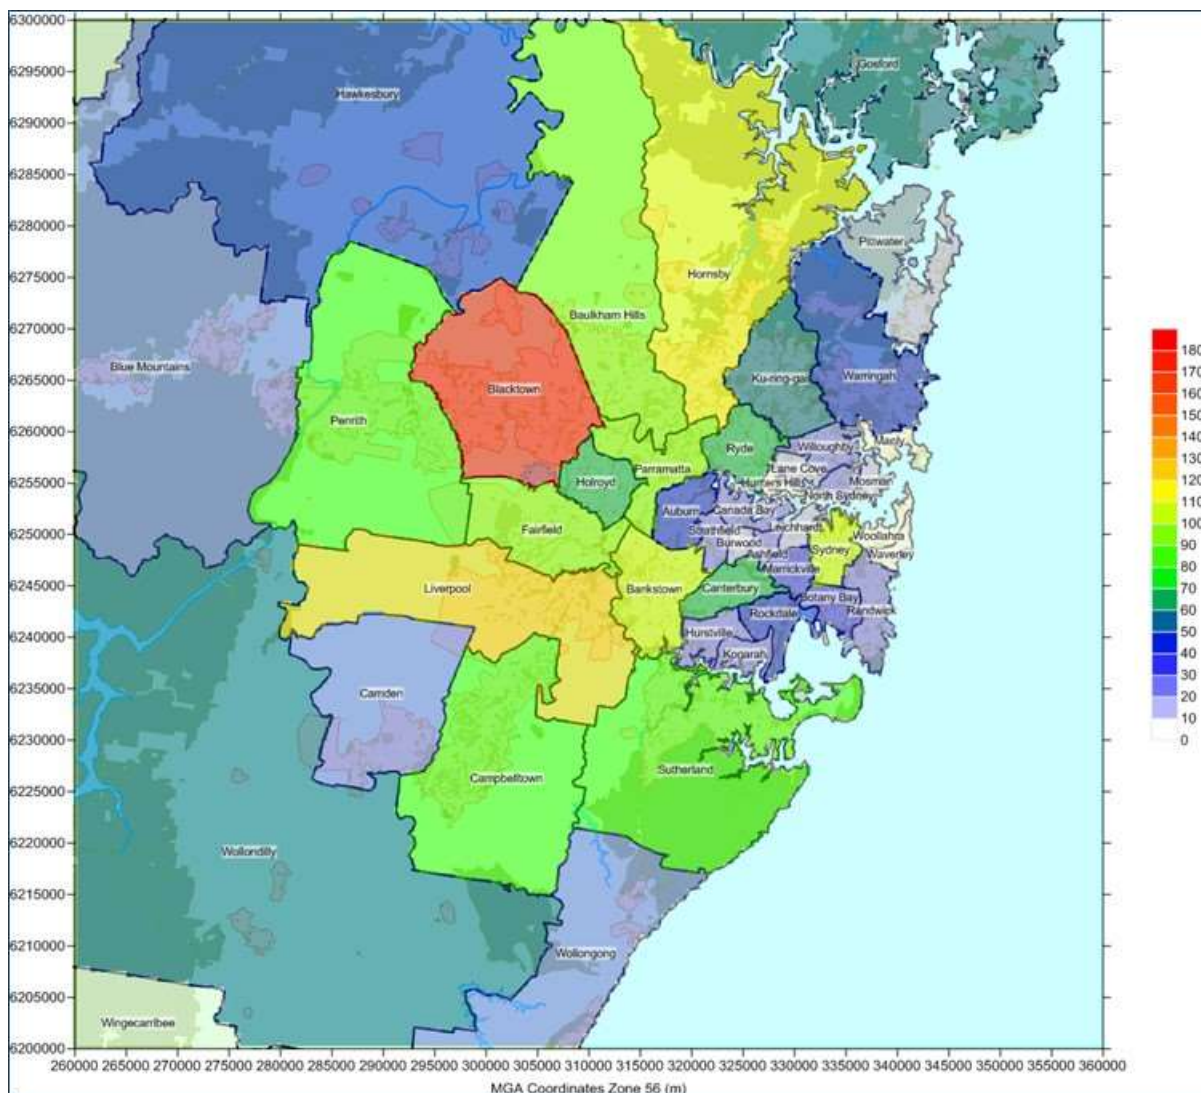 6300000
6295000
6290000
6285000
6280000
6275000
6270000
6265000
6260000
6255000
6250000
6245000
6240000
6235000
6230000
6225000
6220000
6215000
6210000
6205000
6200000
Gosford
Hawkesbury
Pittwater
Hornsby
Baulkham Hills
Blue Mountains
Ku-ring-gai
Warringah
Blacktown
Penrith
Manly
Ryde
Willoughby
Lane Cove
Parramatta
Holroyd
Hunters Hill
Mosman
North Sydney
Auburn
Canada Bay
Fairfield
Strathfield
Leichhardt
Woollahra
Burwood
Sydney
Ashfield
Waverley
Marrickville
Liverpool
Bankstown
Canterbury
Botany Bay
Rockdale
Randwick
Hurstville
Kogarah
Camden
Campbelltown
Sutherland
Wollondilly
Wollongong
Wingecarribee
180
170
160
150
140
130
120
110
100
90
80
70
60
50
40
30
20
10
0
260000 265000 270000 275000 280000 285000 290000 295000 300000 305000 310000 315000 320000 325000 330000 335000 340000 345000 350000 355000 360000
MGA Coordinates Zone 56 (m)